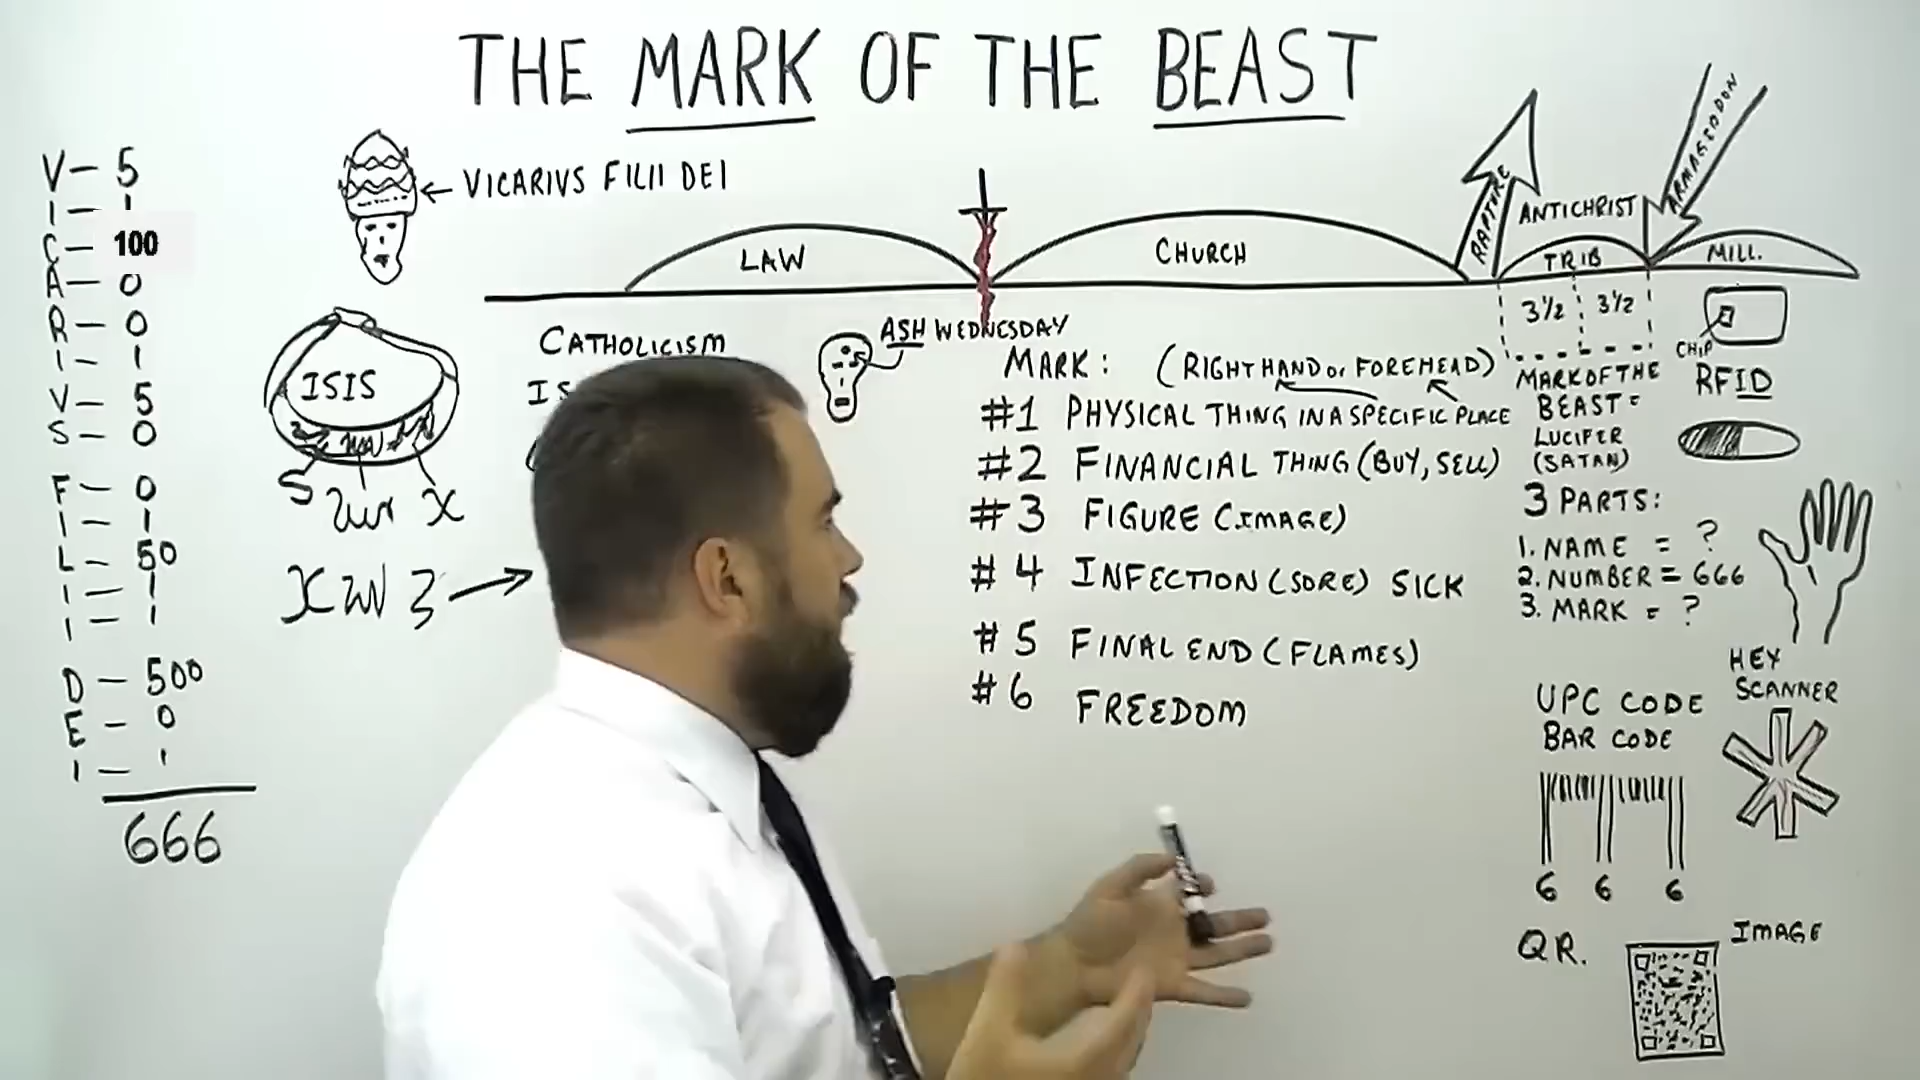 THE MARK OF THE BEAST
V - 5
I - 1
C - 100
A - 0
R - 0
I - 1
V - 5
S - 0
F - 0
I - 1
L - 50
I - 1
I - 1
D - 500
E - 0
I - 1
666
← VICARIVS FILII DEI
ISIS
LAW
CHURCH
RAPTURE
ANTICHRIST
TRIB
ARMAGEDDON
MILL.
3½ 3½
CATHOLICISM
IS
ASH WEDNESDAY
MARK: (RIGHT HAND or FOREHEAD)
#1 PHYSICAL THING IN A SPECIFIC PLACE
#2 FINANCIAL THING (BUY, SELL)
#3 FIGURE (IMAGE)
#4 INFECTION (SORE) SICK
#5 FINAL END (FLAMES)
#6 FREEDOM
MARK OF THE
BEAST =
LUCIFER
(SATAN)
3 PARTS:
1. NAME = ?
2. NUMBER = 666
3. MARK = ?
CHIP
RFID
HEY
SCANNER
UPC CODE
BAR CODE
6 6 6
QR.
IMAGE